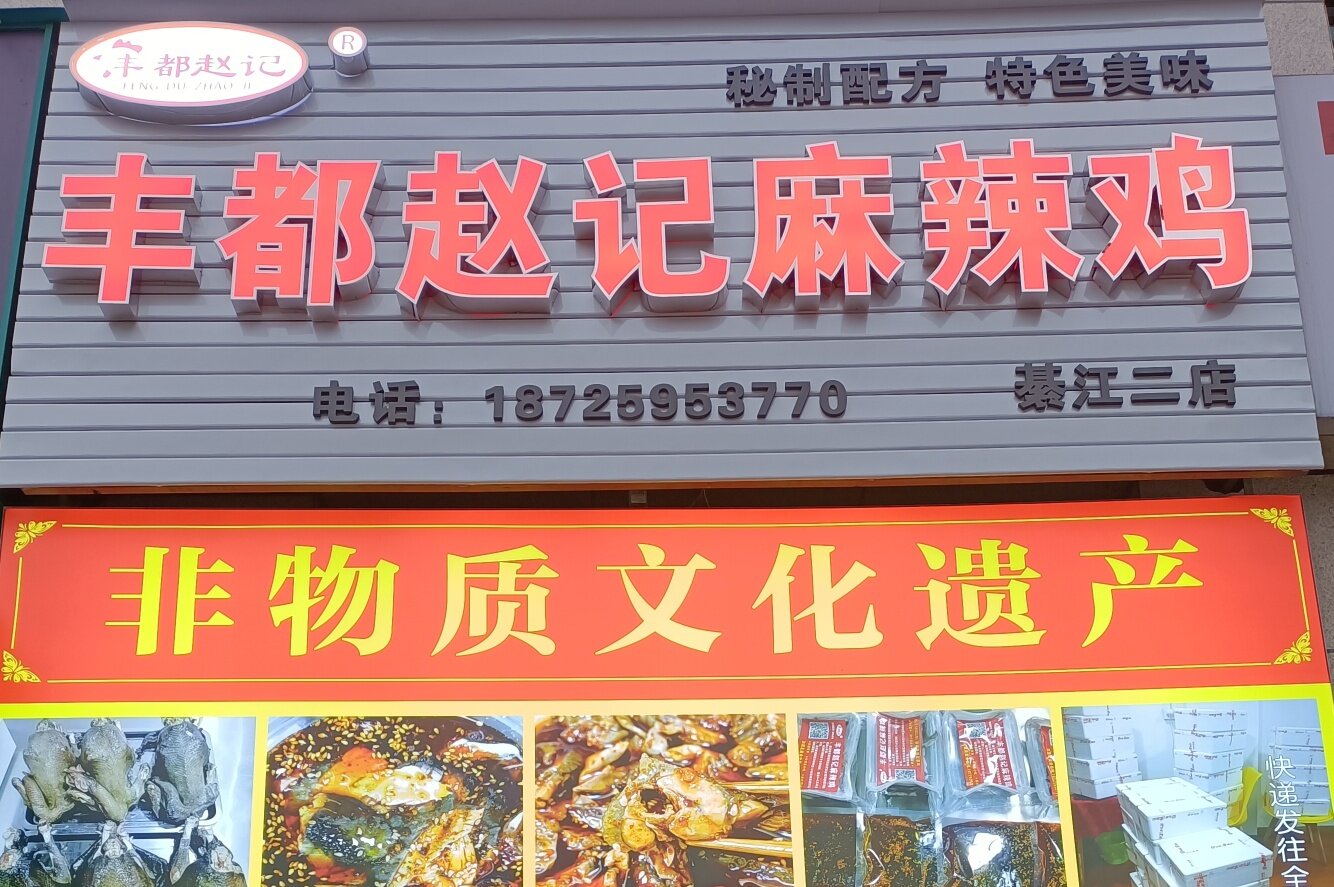 丰都赵记 ®
FENG DU ZHAO JI
秘制配方 特色美味
丰都赵记麻辣鸡
电话：18725953770
綦江二店
非物质文化遗产
快递发往全